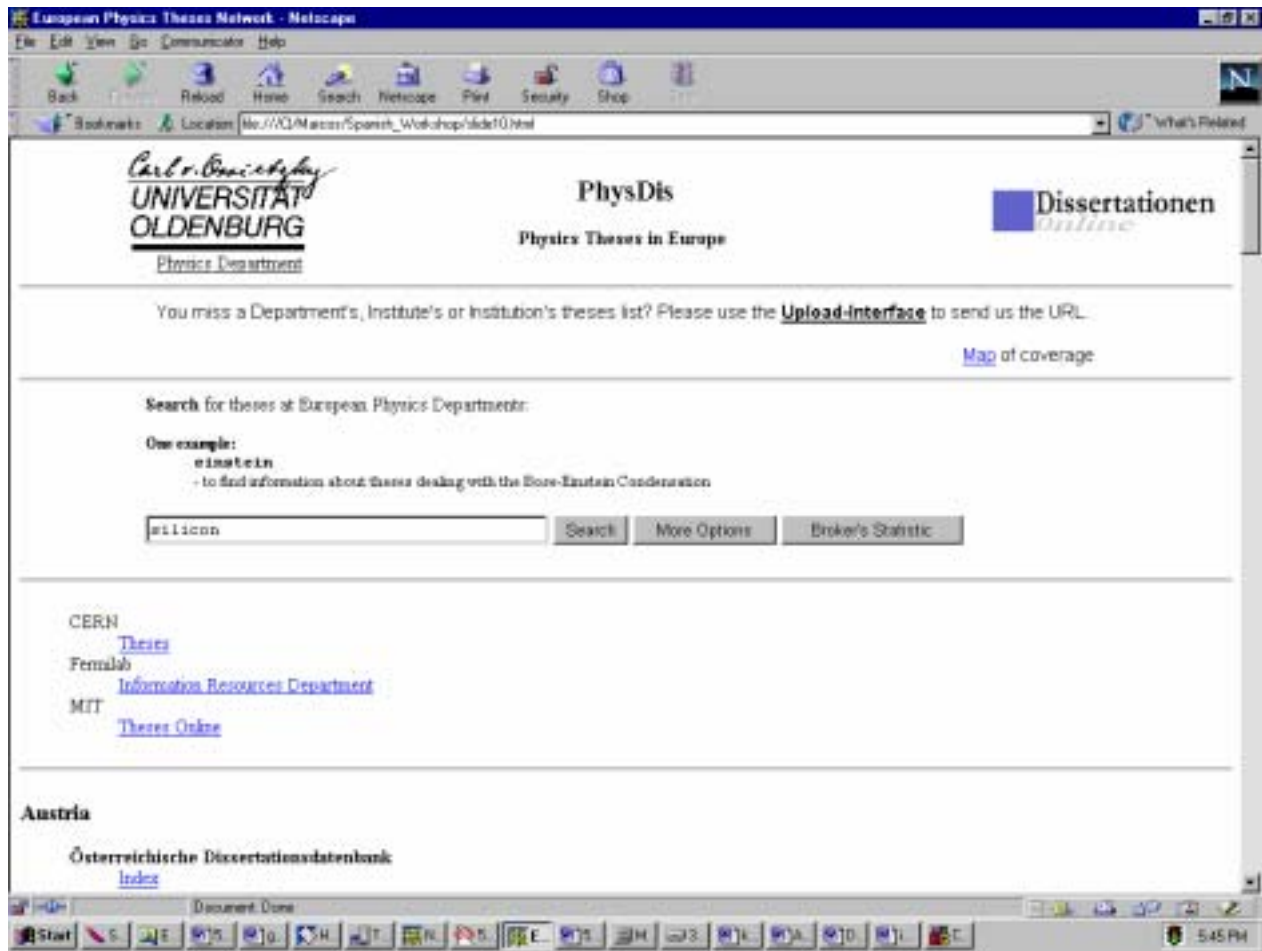 European Physics Theses Network - Netscape
File Edit View Go Communicator Help
Back Reload Home Search Netscape Print Security Shop
Bookmarks Location What's Related
Carl v. Ossietzky
UNIVERSITÄT
OLDENBURG
Physics Department
PhysDis
Physics Theses in Europe
Dissertationen
Online
You miss a Department's, Institute's or Institution's theses list? Please use the Upload-Interface to send us the URL.
Map of coverage
Search for theses at European Physics Departments:
One example:
einstein
- to find information about theses dealing with the Bose-Einstein Condensation
silicon Search More Options Broker's Statistic
CERN
Theses
Fermilab
Information Resources Department
MIT
Theses Online
Austria
Österreichische Dissertationsdatenbank
Index
Document: Done
Start 5:45 PM